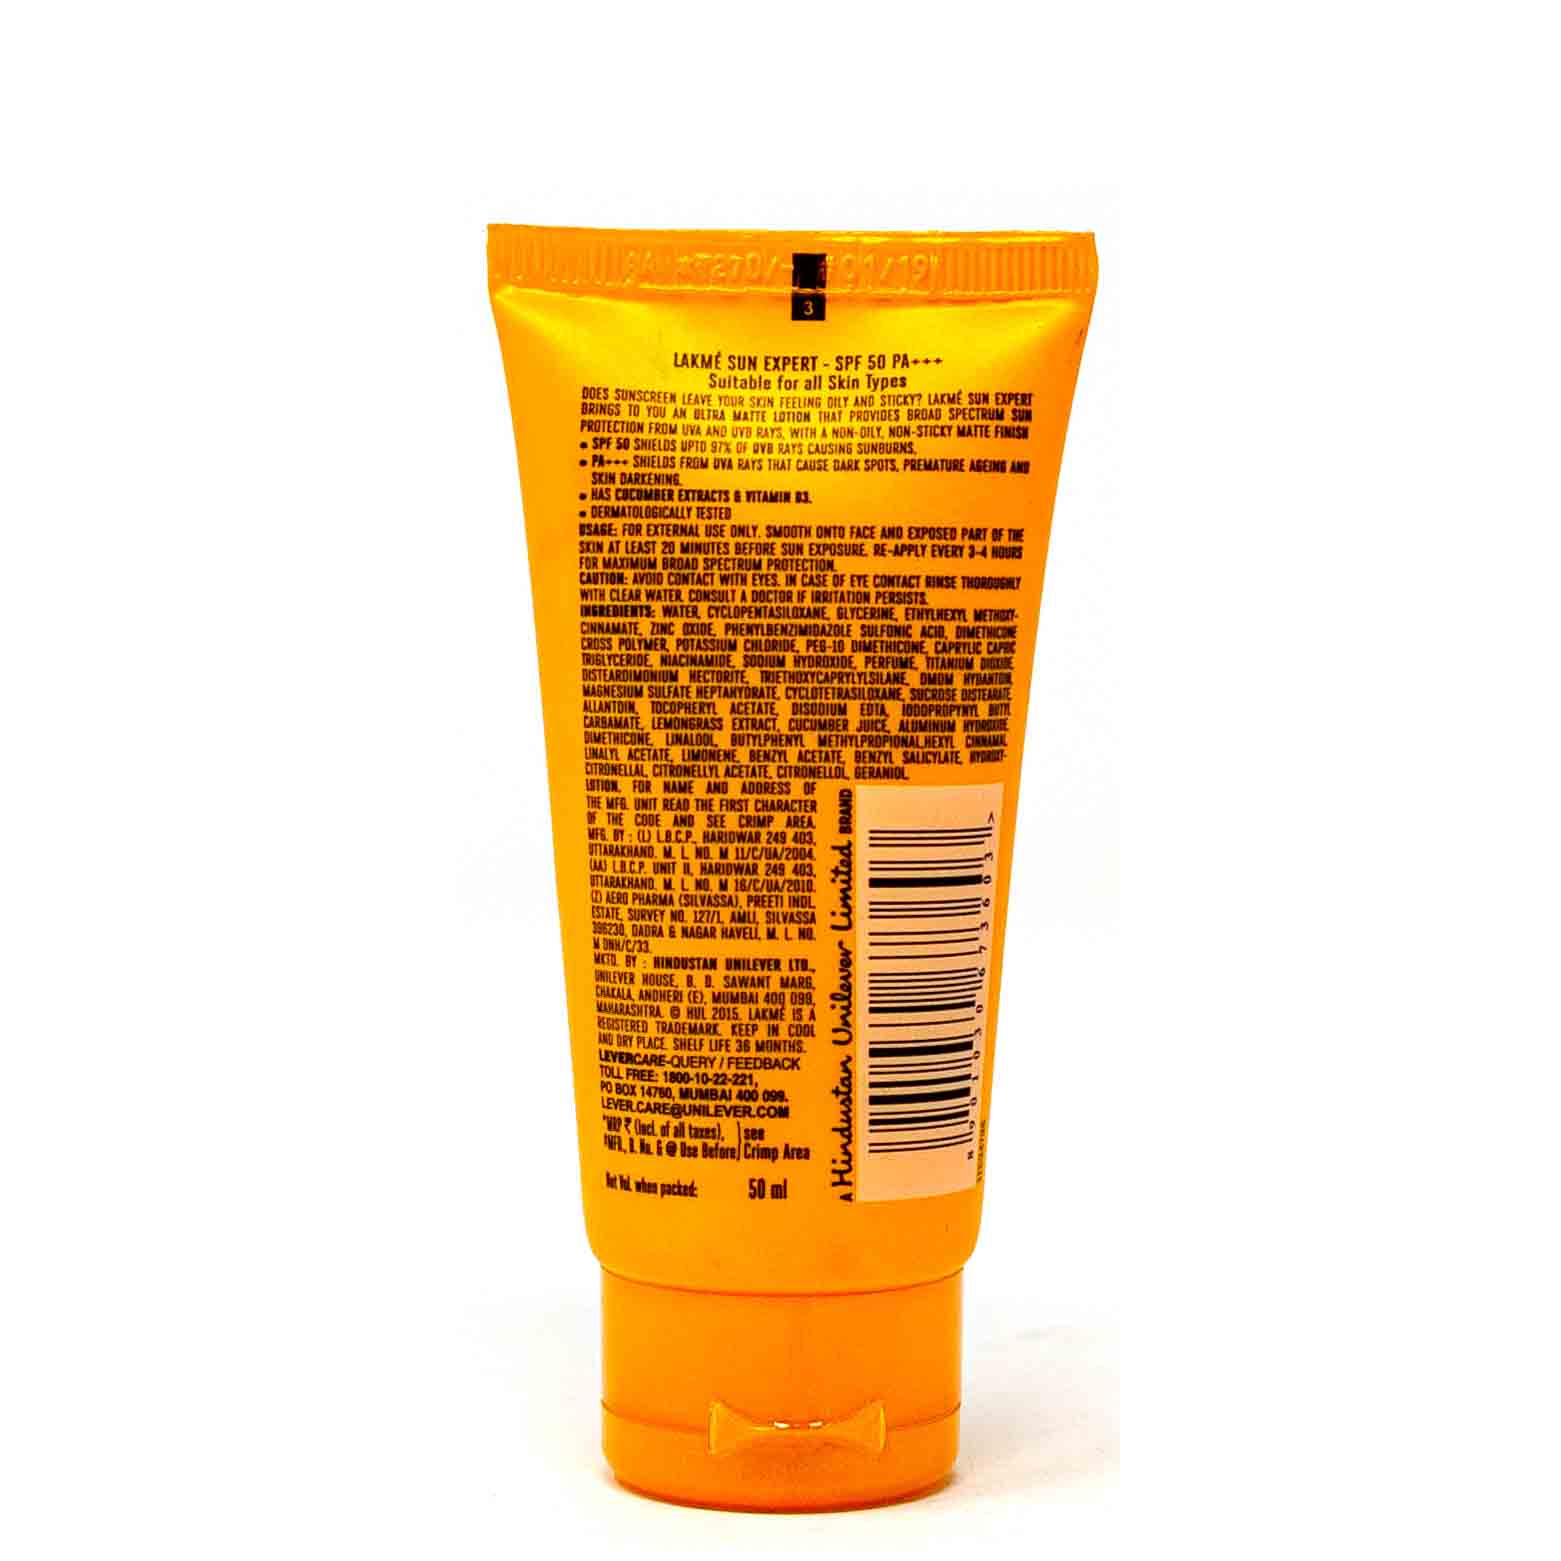 270/- 01/19
3
LAKMÉ SUN EXPERT - SPF 50 PA+++
Suitable for all Skin Types
DOES SUNSCREEN LEAVE YOUR SKIN FEELING OILY AND STICKY? LAKMÉ SUN EXPERT
BRINGS TO YOU AN ULTRA MATTE LOTION THAT PROVIDES BROAD SPECTRUM SUN
PROTECTION FROM UVA AND UVB RAYS, WITH A NON-OILY, NON-STICKY MATTE FINISH
• SPF 50 SHIELDS UPTO 97% OF UVB RAYS CAUSING SUNBURNS.
• PA+++ SHIELDS FROM UVA RAYS THAT CAUSE DARK SPOTS, PREMATURE AGEING AND
SKIN DARKENING.
• HAS CUCUMBER EXTRACTS & VITAMIN B3.
• DERMATOLOGICALLY TESTED
USAGE: FOR EXTERNAL USE ONLY. SMOOTH ONTO FACE AND EXPOSED PART OF THE
SKIN AT LEAST 20 MINUTES BEFORE SUN EXPOSURE. RE-APPLY EVERY 3-4 HOURS
FOR MAXIMUM BROAD SPECTRUM PROTECTION.
CAUTION: AVOID CONTACT WITH EYES. IN CASE OF EYE CONTACT RINSE THOROUGHLY
WITH CLEAR WATER. CONSULT A DOCTOR IF IRRITATION PERSISTS.
INGREDIENTS: WATER, CYCLOPENTASILOXANE, GLYCERINE, ETHYLHEXYL METHOXY-
CINNAMATE, ZINC OXIDE, PHENYLBENZIMIDAZOLE SULFONIC ACID, DIMETHICONE
CROSS POLYMER, POTASSIUM CHLORIDE, PEG-10 DIMETHICONE, CAPRYLIC CAPRIC
TRIGLYCERIDE, NIACINAMIDE, SODIUM HYDROXIDE, PERFUME, TITANIUM DIOXIDE,
DISTEARDIMONIUM HECTORITE, TRIETHOXYCAPRYLYLSILANE, DMDM HYDANTOIN,
MAGNESIUM SULFATE HEPTAHYDRATE, CYCLOTETRASILOXANE, SUCROSE DISTEARATE,
ALLANTOIN, TOCOPHERYL ACETATE, DISODIUM EDTA, IODOPROPYNYL BUTYL
CARBAMATE, LEMONGRASS EXTRACT, CUCUMBER JUICE, ALUMINUM HYDROXIDE,
DIMETHICONE, LINALOOL, BUTYLPHENYL METHYLPROPIONAL,HEXYL CINNAMAL,
LINALYL ACETATE, LIMONENE, BENZYL ACETATE, BENZYL SALICYLATE, HYDROXY-
CITRONELLAL, CITRONELLYL ACETATE, CITRONELLOL, GERANIOL.
LOTION. FOR NAME AND ADDRESS OF
THE MFG. UNIT READ THE FIRST CHARACTER
OF THE CODE AND SEE CRIMP AREA.
MFG. BY : (L) L.B.C.P., HARIDWAR 249 403,
UTTARAKHAND. M. L. NO. M 11/C/UA/2004.
(AA) L.B.C.P. UNIT II, HARIDWAR 249 403,
UTTARAKHAND. M. L. NO. M 16/C/UA/2010.
(Z) AERO PHARMA (SILVASSA), PREETI INDL.
ESTATE, SURVEY NO. 127/1, AMLI, SILVASSA
396230, DADRA & NAGAR HAVELI, M. L. NO.
M DNH/C/33.
MKTD. BY : HINDUSTAN UNILEVER LTD.,
UNILEVER HOUSE, B. D. SAWANT MARG,
CHAKALA, ANDHERI (E), MUMBAI 400 099,
MAHARASHTRA. © HUL 2015. LAKMÉ IS A
REGISTERED TRADEMARK. KEEP IN COOL
AND DRY PLACE. SHELF LIFE 36 MONTHS.
LEVERCARE-QUERY / FEEDBACK
TOLL FREE: 1800-10-22-221,
PO BOX 14760, MUMBAI 400 099.
LEVER.CARE@UNILEVER.COM
*MRP ₹ (Incl. of all taxes), } see
#MFD., B. No. & @ Use Before Crimp Area
Net Vol. when packed: 50 ml
A Hindustan Unilever Limited BRAND
8 901030 673603 >